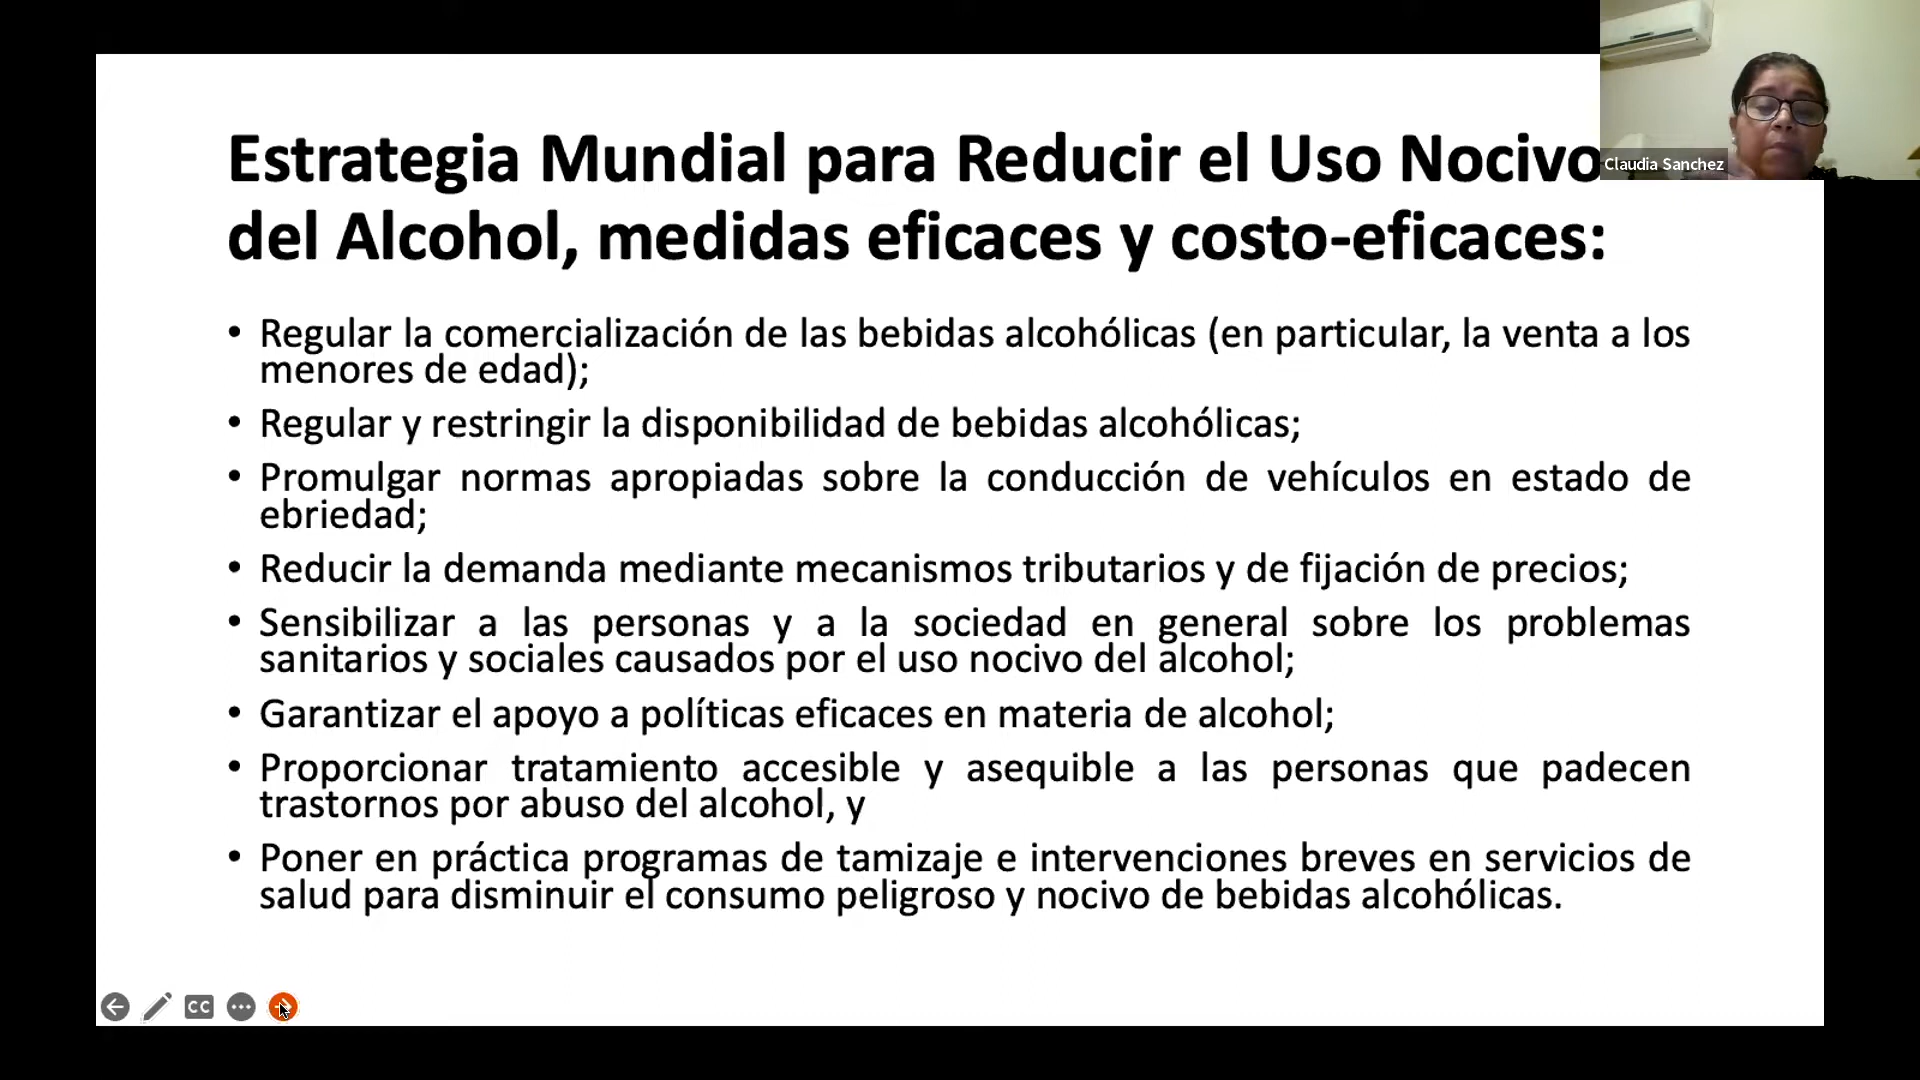 Estrategia Mundial para Reducir el Uso Nocivo
del Alcohol, medidas eficaces y costo-eficaces:
Claudia Sanchez
• Regular la comercialización de las bebidas alcohólicas (en particular, la venta a los
menores de edad);
• Regular y restringir la disponibilidad de bebidas alcohólicas;
• Promulgar normas apropiadas sobre la conducción de vehículos en estado de
ebriedad;
• Reducir la demanda mediante mecanismos tributarios y de fijación de precios;
• Sensibilizar a las personas y a la sociedad en general sobre los problemas
sanitarios y sociales causados por el uso nocivo del alcohol;
• Garantizar el apoyo a políticas eficaces en materia de alcohol;
• Proporcionar tratamiento accesible y asequible a las personas que padecen
trastornos por abuso del alcohol, y
• Poner en práctica programas de tamizaje e intervenciones breves en servicios de
salud para disminuir el consumo peligroso y nocivo de bebidas alcohólicas.
CC